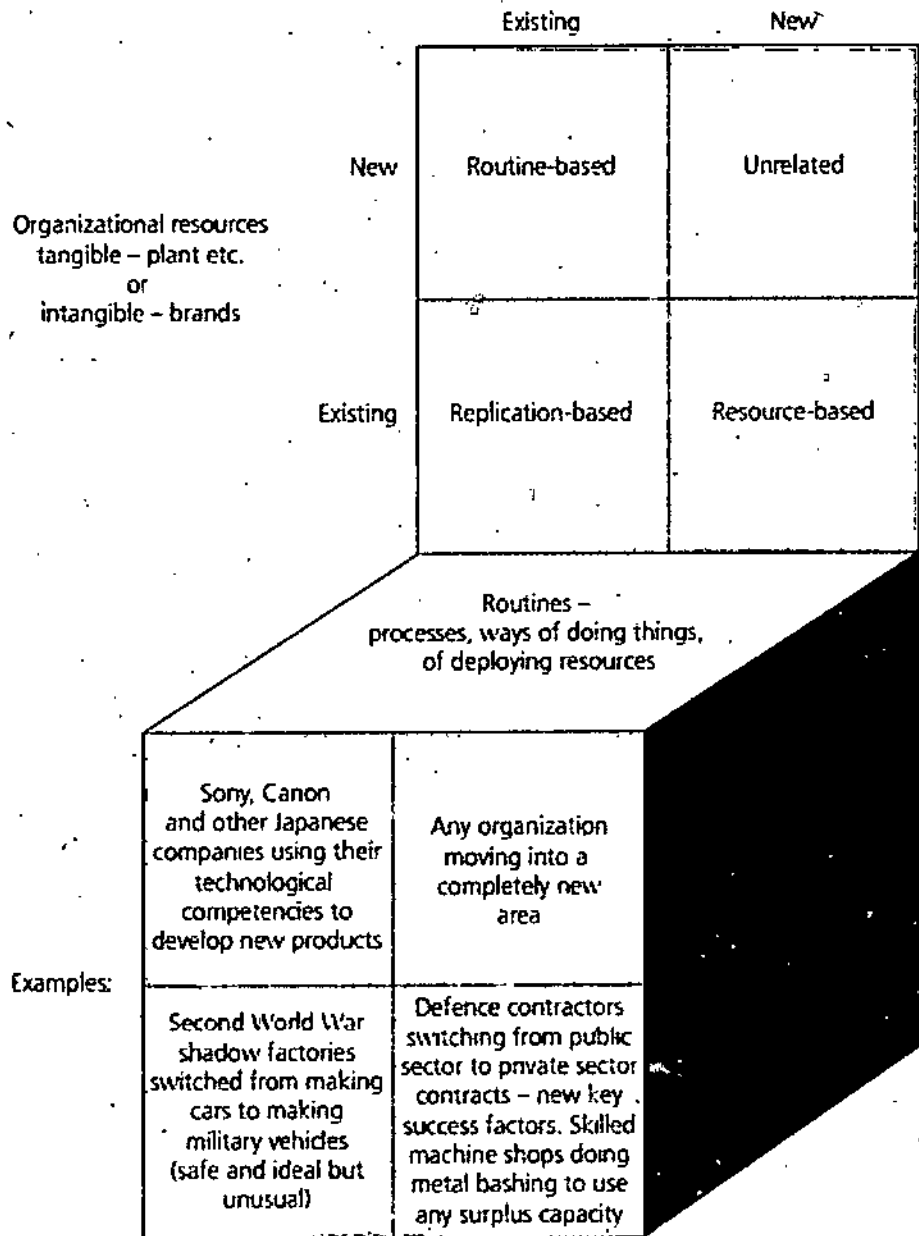 Existing
New
New
Routine-based
Unrelated
Organizational resources
tangible – plant etc.
or
intangible – brands
Existing
Replication-based
Resource-based
Routines –
processes, ways of doing things,
of deploying resources
Sony, Canon
and other Japanese
companies using their
technological
competencies to
develop new products
Any organization
moving into a
completely new
area
Examples:
Second World War
shadow factories
switched from making
cars to making
military vehicles
(safe and ideal but
unusual)
Defence contractors
switching from public
sector to private sector
contracts – new key
success factors. Skilled
machine shops doing
metal bashing to use
any surplus capacity